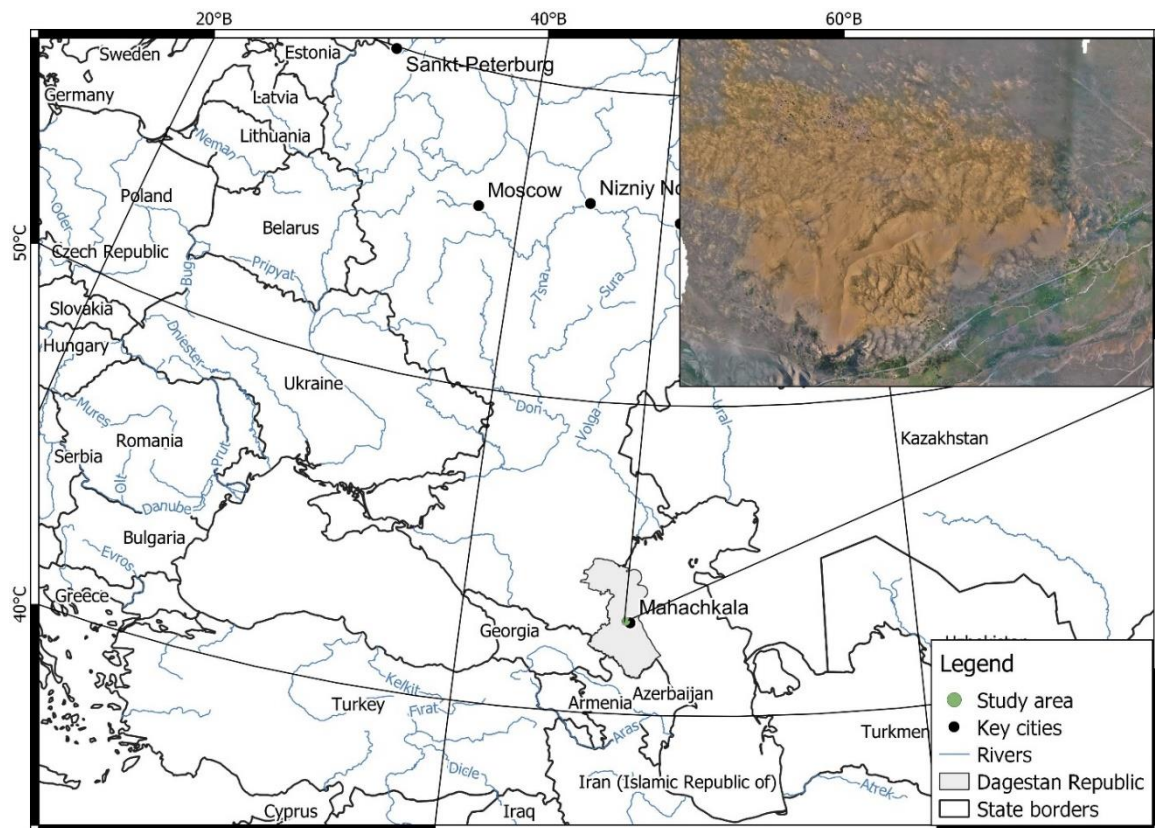 20°B
40°B
60°B
Sweden
Estonia
Sankt-Peterburg
Germany
Latvia
Lithuania
Neman
Moscow
Nizniy No
Poland
Oder
Belarus
50°C
Czech Republic
Bug
Pripyat
Tsna
Sura
Slovakia
Hungary
Dniester
Ukraine
Don
Volga
Ural
Mures
Romania
Prut
Kazakhstan
Serbia
Olt
Danube
Bulgaria
Evros
40°C
Greece
Mahachkala
Georgia
Kelkit
Armenia
Azerbaijan
Turkey
Firat
Aras
Turkmen
Dicle
Iran (Islamic Republic of)
Atrek
Cyprus
Iraq
Legend
Study area
Key cities
Rivers
Dagestan Republic
State borders